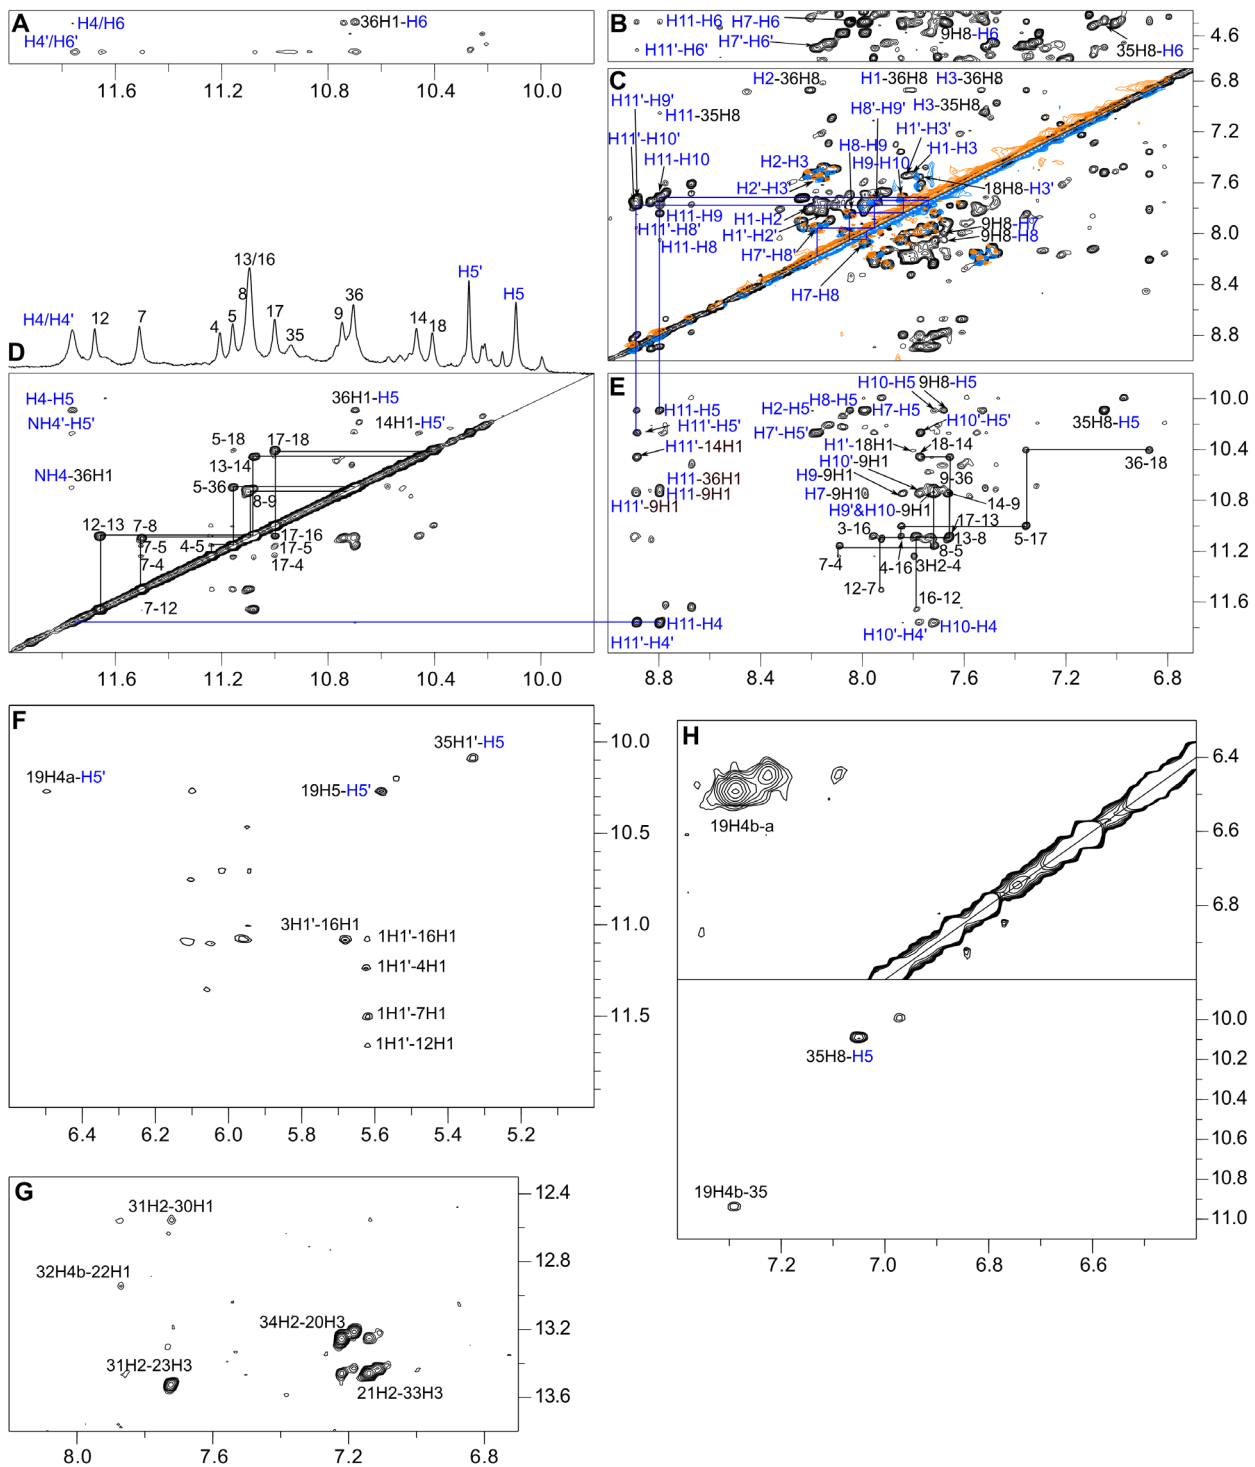 A
H4/H6
H4'/H6'
36H1-H6
11.6
11.2
10.8
10.4
10.0
B
H11-H6
H7-H6
H11'-H6'
H7'-H6'
9H8-H6
35H8-H6
4.6
C
H2-36H8
H1-36H8
H3-36H8
H11'-H9'
H11-35H8
H8'-H9'
H3-35H8
H11'-H10'
H1'-H3'
H11-H10
H8-H9
H1-H3
H2-H3
H9-H10
H2'-H3'
18H8-H3'
H11-H9
H1-H2
9H8-H7
H11'-H8'
H1'-H2'
9H8-H8
H11-H8
H7'-H8'
H7-H8
6.8
7.2
7.6
8.0
8.4
8.8
H4/H4'
12
7
4
5
8
13/16
17
35
9
36
14
18
H5'
H5
D
H4-H5
NH4'-H5'
36H1-H5
14H1-H5'
5-18
17-18
13-14
NH4-36H1
5-36
8-9
12-13
7-8
17-16
7-5
4-5
17-5
7-4
17-4
7-12
11.6
11.2
10.8
10.4
10.0
E
H10-H5
9H8-H5
H11-H5
H2-H5
H8-H5
H7-H5
H10'-H5'
35H8-H5
H11'-H5'
H7'-H5'
H11'-14H1
H1'-18H1
18-14
H10'-9H1
36-18
H11-36H1
H9-9H1
9-36
H11-9H1
H7-9H1
14-9
H11'-9H1
H9'&H10-9H1
17-13
3-16
13-8
5-17
8-5
7-4
4-16
3H2-4
12-7
16-12
H11-H4
H10'-H4'
H10-H4
H11'-H4'
10.0
10.4
10.8
11.2
11.6
8.8
8.4
8.0
7.6
7.2
6.8
F
35H1'-H5
19H4a-H5'
19H5-H5'
3H1'-16H1
1H1'-16H1
1H1'-4H1
1H1'-7H1
1H1'-12H1
10.0
10.5
11.0
11.5
6.4
6.2
6.0
5.8
5.6
5.4
5.2
G
31H2-30H1
32H4b-22H1
34H2-20H3
31H2-23H3
21H2-33H3
12.4
12.8
13.2
13.6
8.0
7.6
7.2
6.8
H
19H4b-a
6.4
6.6
6.8
35H8-H5
19H4b-35
10.0
10.2
10.4
10.6
10.8
11.0
7.2
7.0
6.8
6.6